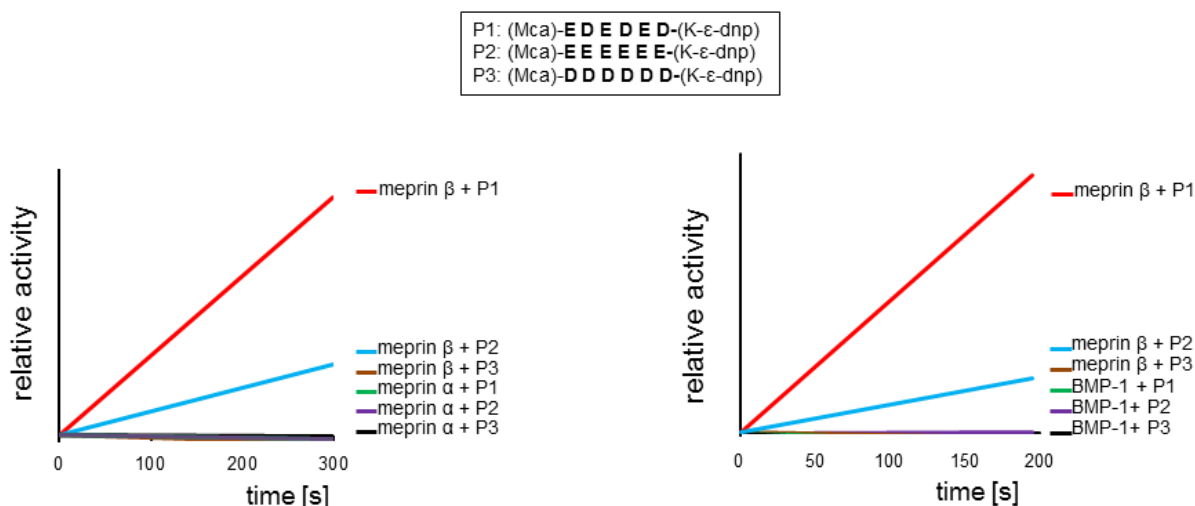 P1: (Mca)-E D E D E D-(K-ε-dnp)
P2: (Mca)-E E E E E E-(K-ε-dnp)
P3: (Mca)-D D D D D D-(K-ε-dnp)
relative activity
meprin β + P1
meprin β + P2
meprin β + P3
meprin α + P1
meprin α + P2
meprin α + P3
0 100 200 300
time [s]
relative activity
meprin β + P1
meprin β + P2
meprin β + P3
BMP-1 + P1
BMP-1+ P2
BMP-1+ P3
0 50 100 150 200
time [s]